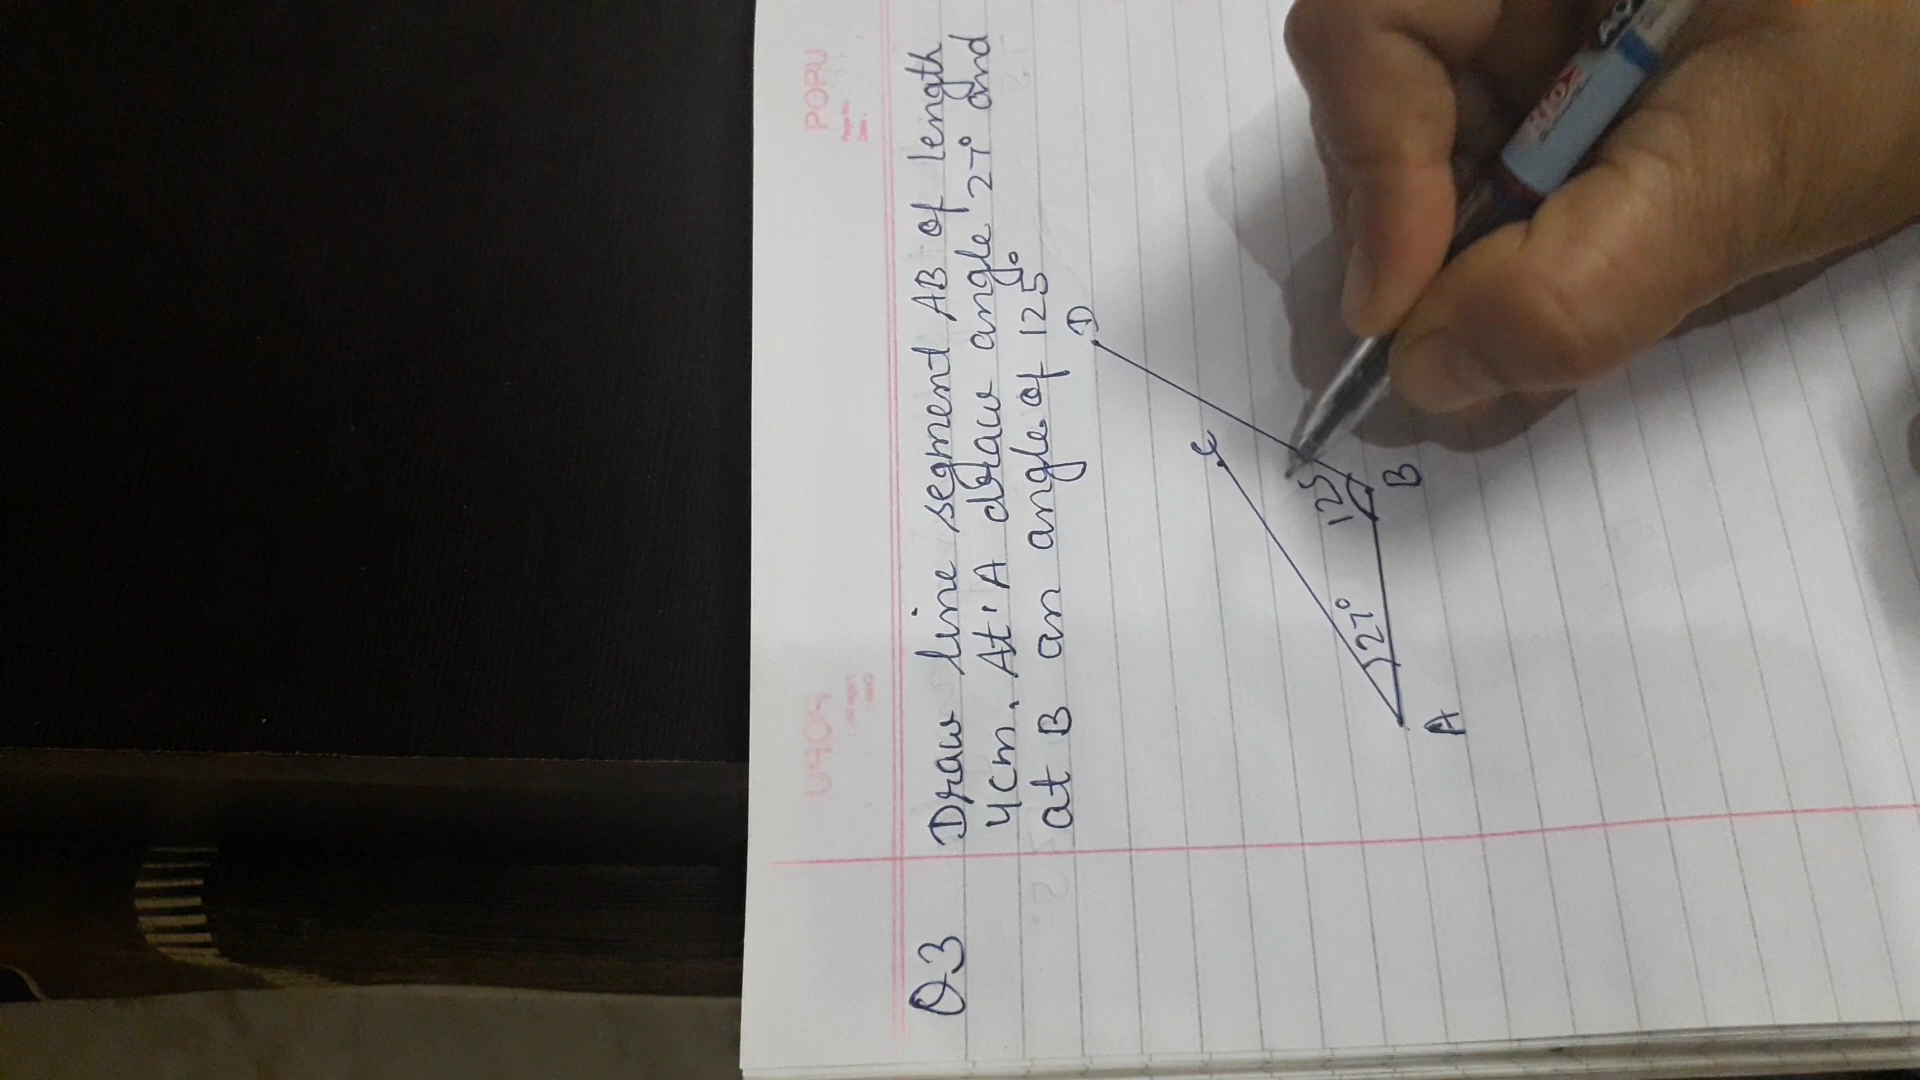 POPU
Q3 Draw line segment AB of length
4cm. At 'A' draw angle 27° and
at B an angle of 125°.
D
C
27°
125
A
B